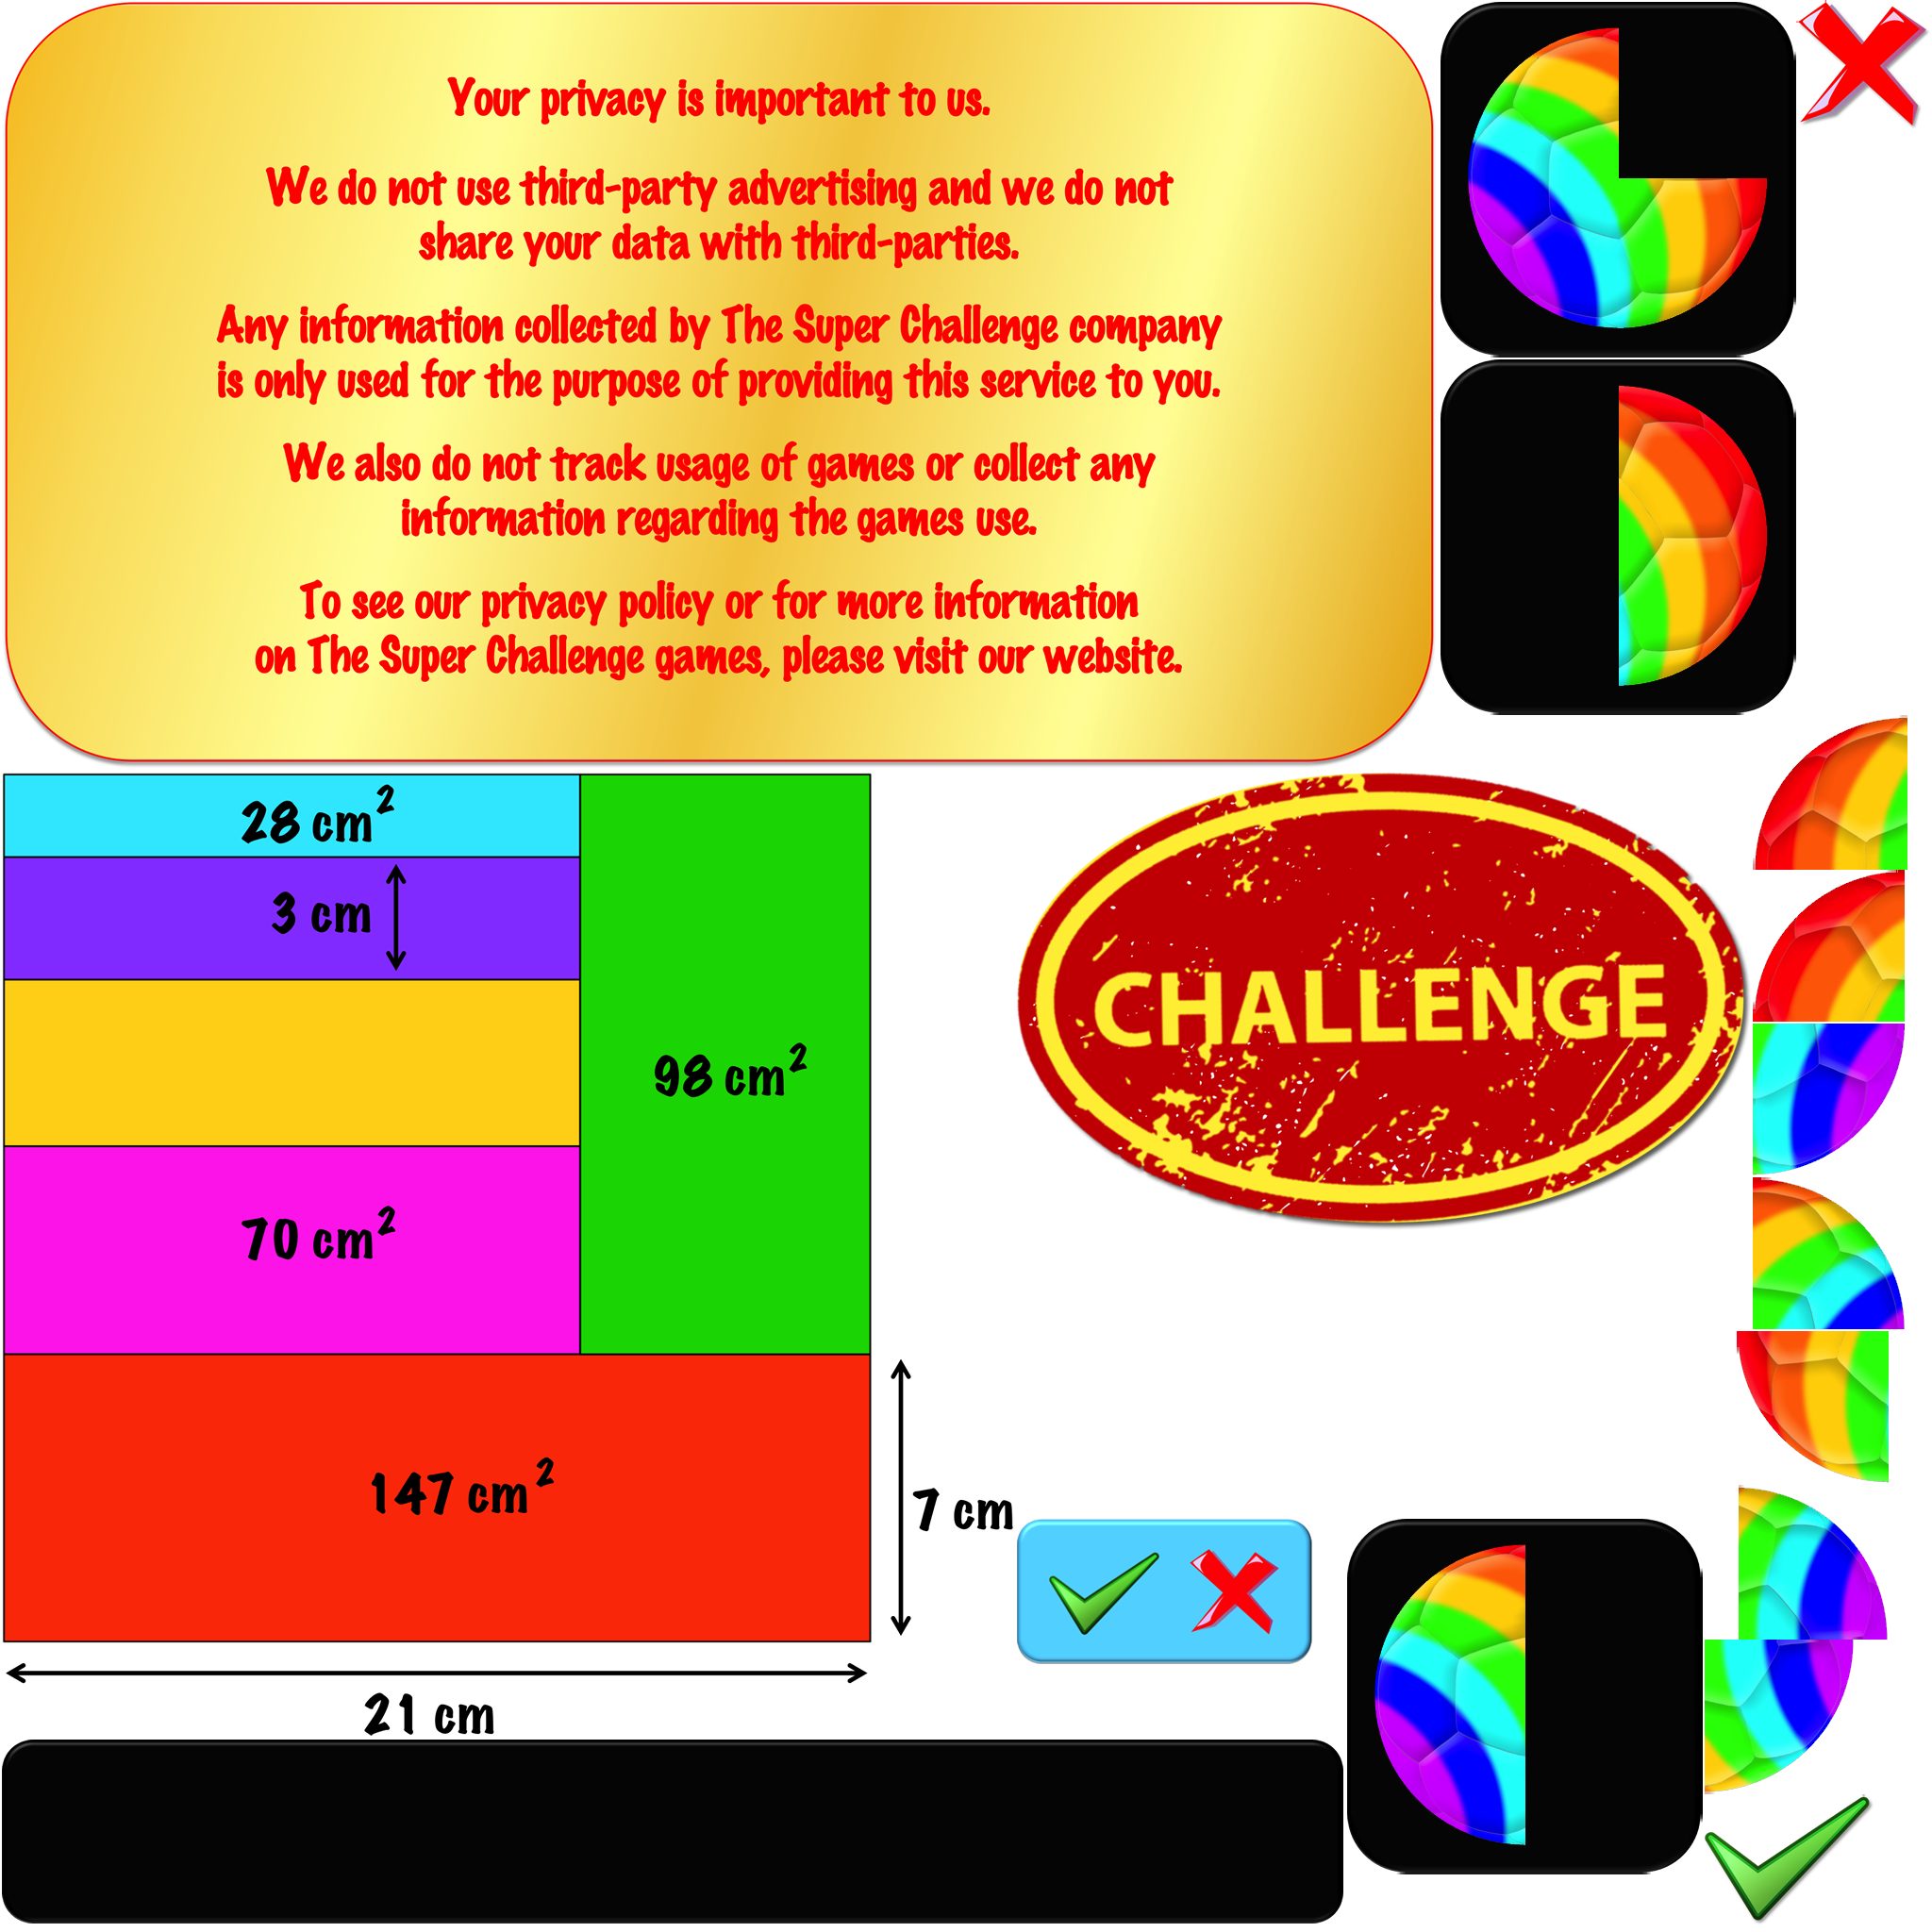 Your privacy is important to us.
We do not use third-party advertising and we do not
share your data with third-parties.
Any information collected by The Super Challenge company
is only used for the purpose of providing this service to you.
We also do not track usage of games or collect any
information regarding the games use.
To see our privacy policy or for more information
on The Super Challenge games, please visit our website.
28 cm²
3 cm
98 cm²
70 cm²
147 cm²
7 cm
21 cm
CHALLENGE